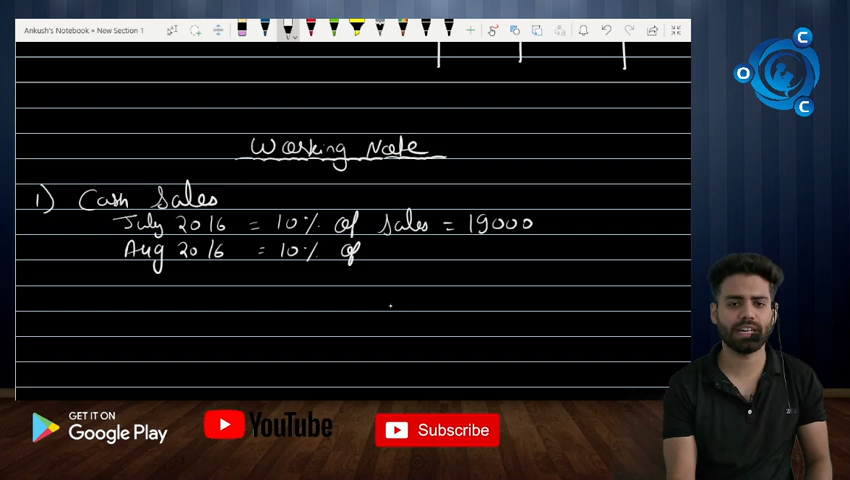 Ankush's Notebook » New Section 1
Working Note
1) Cash Sales
July 2016 = 10% of sales = 19000
Aug 2016 = 10% of
O
C
C
GET IT ON
Google Play
YouTube
Subscribe